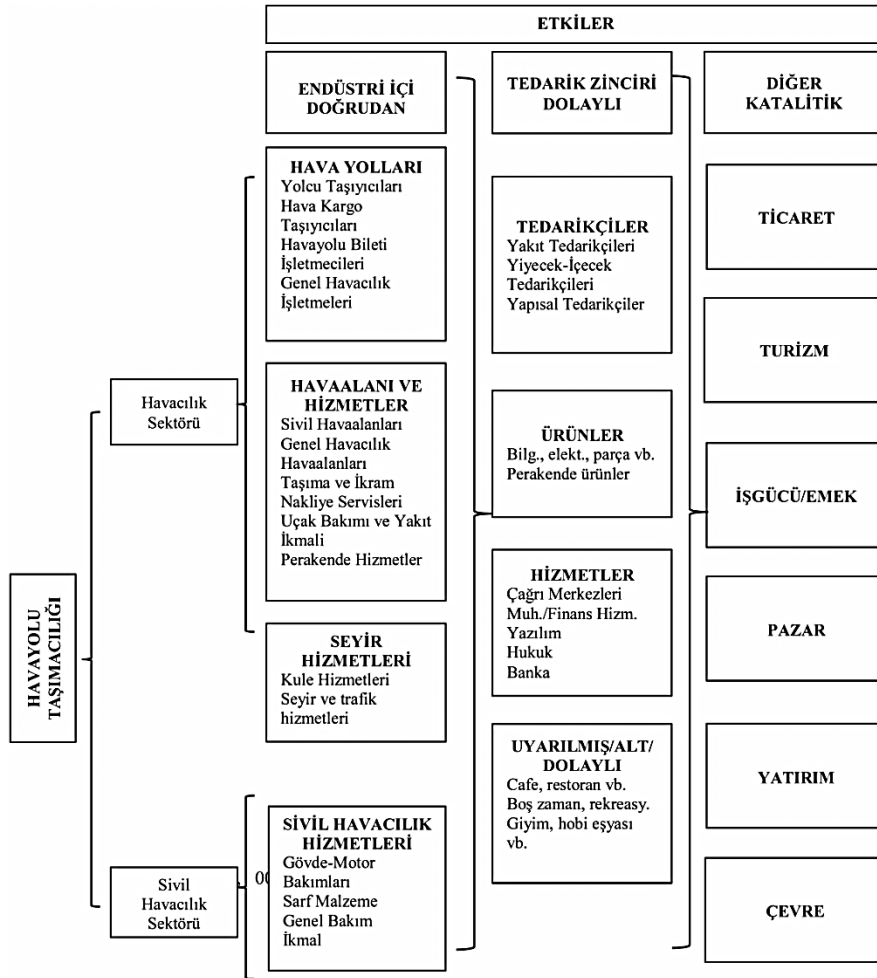 ETKİLER
ENDÜSTRİ İÇİ
DOĞRUDAN
TEDARİK ZİNCİRİ
DOLAYLI
DİĞER
KATALİTİK
HAVAYOLU
TAŞIMACILIĞI
Havacılık
Sektörü
Sivil
Havacılık
Sektörü
HAVA YOLLARI
Yolcu Taşıyıcıları
Hava Kargo
Taşıyıcıları
Havayolu Bileti
İşletmecileri
Genel Havacılık
İşletmeleri
HAVAALANI VE
HİZMETLER
Sivil Havaalanları
Genel Havacılık
Havaalanları
Taşıma ve İkram
Nakliye Servisleri
Uçak Bakımı ve Yakıt
İkmali
Perakende Hizmetler
SEYİR
HİZMETLERİ
Kule Hizmetleri
Seyir ve trafik
hizmetleri
SİVİL HAVACILIK
HİZMETLERİ
Gövde-Motor
Bakımları
Sarf Malzeme
Genel Bakım
İkmal
TEDARİKÇİLER
Yakıt Tedarikçileri
Yiyecek-İçecek
Tedarikçileri
Yapısal Tedarikçiler
ÜRÜNLER
Bilg., elekt., parça vb.
Perakende ürünler
HİZMETLER
Çağrı Merkezleri
Muh./Finans Hizm.
Yazılım
Hukuk
Banka
UYARILMIŞ/ALT/
DOLAYLI
Cafe, restoran vb.
Boş zaman, rekreasy.
Giyim, hobi eşyası
vb.
TİCARET
TURİZM
İŞGÜCÜ/EMEK
PAZAR
YATIRIM
ÇEVRE